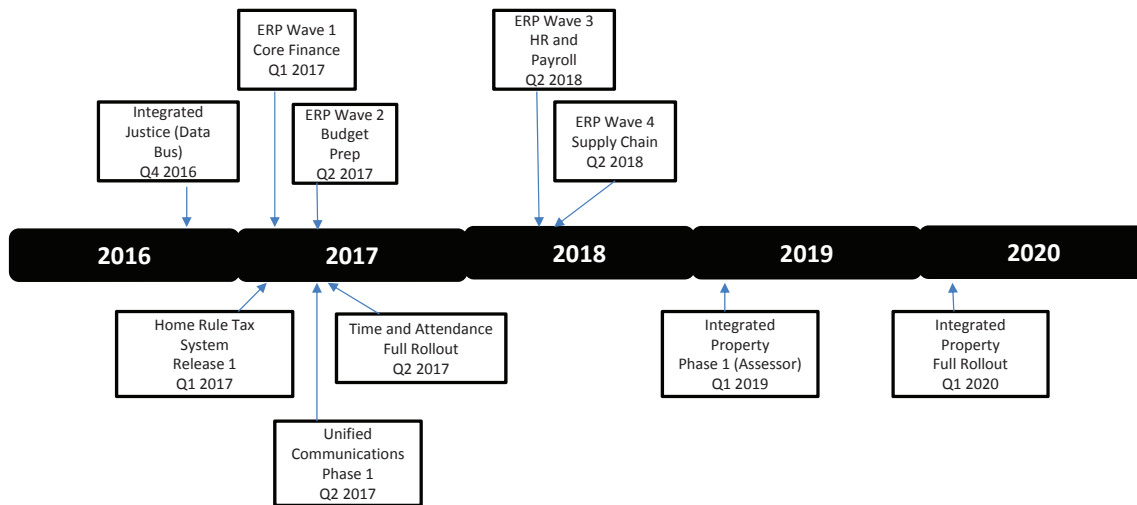 ERP Wave 1
Core Finance
Q1 2017
ERP Wave 3
HR and
Payroll
Q2 2018
Integrated
Justice (Data
Bus)
Q4 2016
ERP Wave 2
Budget
Prep
Q2 2017
ERP Wave 4
Supply Chain
Q2 2018
2016
2017
2018
2019
2020
Home Rule Tax
System
Release 1
Q1 2017
Time and Attendance
Full Rollout
Q2 2017
Integrated
Property
Phase 1 (Assessor)
Q1 2019
Integrated
Property
Full Rollout
Q1 2020
Unified
Communications
Phase 1
Q2 2017